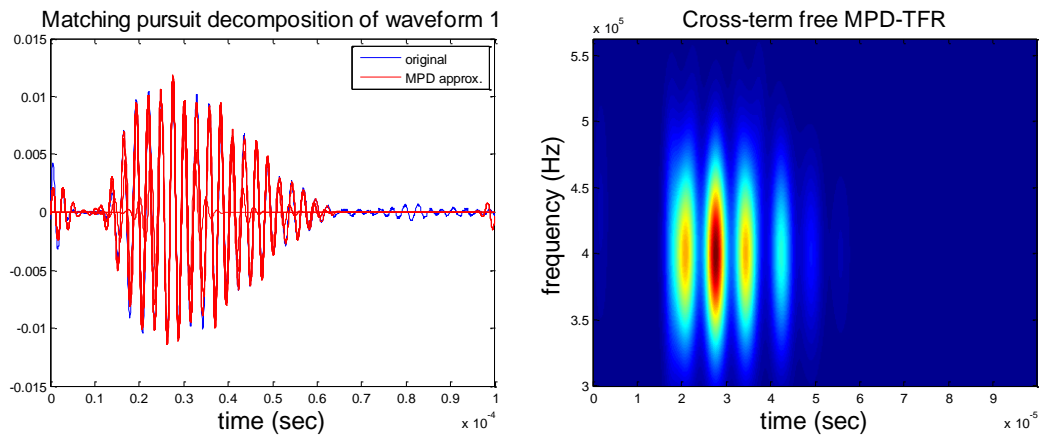 Matching pursuit decomposition of waveform 1
0.015
0.01
0.005
0
-0.005
-0.01
-0.015
original
MPD approx.
0 0.1 0.2 0.3 0.4 0.5 0.6 0.7 0.8 0.9 1
time (sec)
x 10⁻⁴
Cross-term free MPD-TFR
x 10⁵
5.5
5
4.5
4
3.5
3
frequency (Hz)
0 1 2 3 4 5 6 7 8 9
time (sec)
x 10⁻⁵